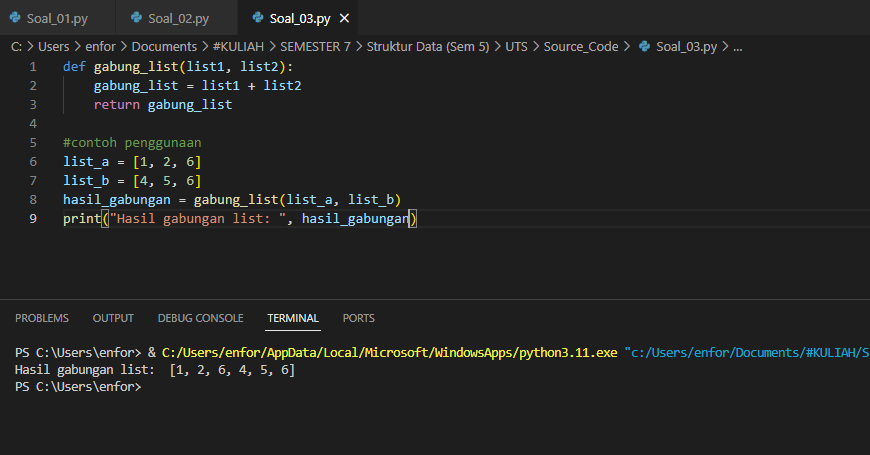 Soal_01.py Soal_02.py Soal_03.py
C: > Users > enfor > Documents > #KULIAH > SEMESTER 7 > Struktur Data (Sem 5) > UTS > Source_Code > Soal_03.py > ...
1 def gabung_list(list1, list2):
2     gabung_list = list1 + list2
3     return gabung_list
4
5 #contoh penggunaan
6 list_a = [1, 2, 6]
7 list_b = [4, 5, 6]
8 hasil_gabungan = gabung_list(list_a, list_b)
9 print("Hasil gabungan list: ", hasil_gabungan)
PROBLEMS OUTPUT DEBUG CONSOLE TERMINAL PORTS
PS C:\Users\enfor> & C:/Users/enfor/AppData/Local/Microsoft/WindowsApps/python3.11.exe "c:/Users/enfor/Documents/#KULIAH/S
Hasil gabungan list:  [1, 2, 6, 4, 5, 6]
PS C:\Users\enfor>